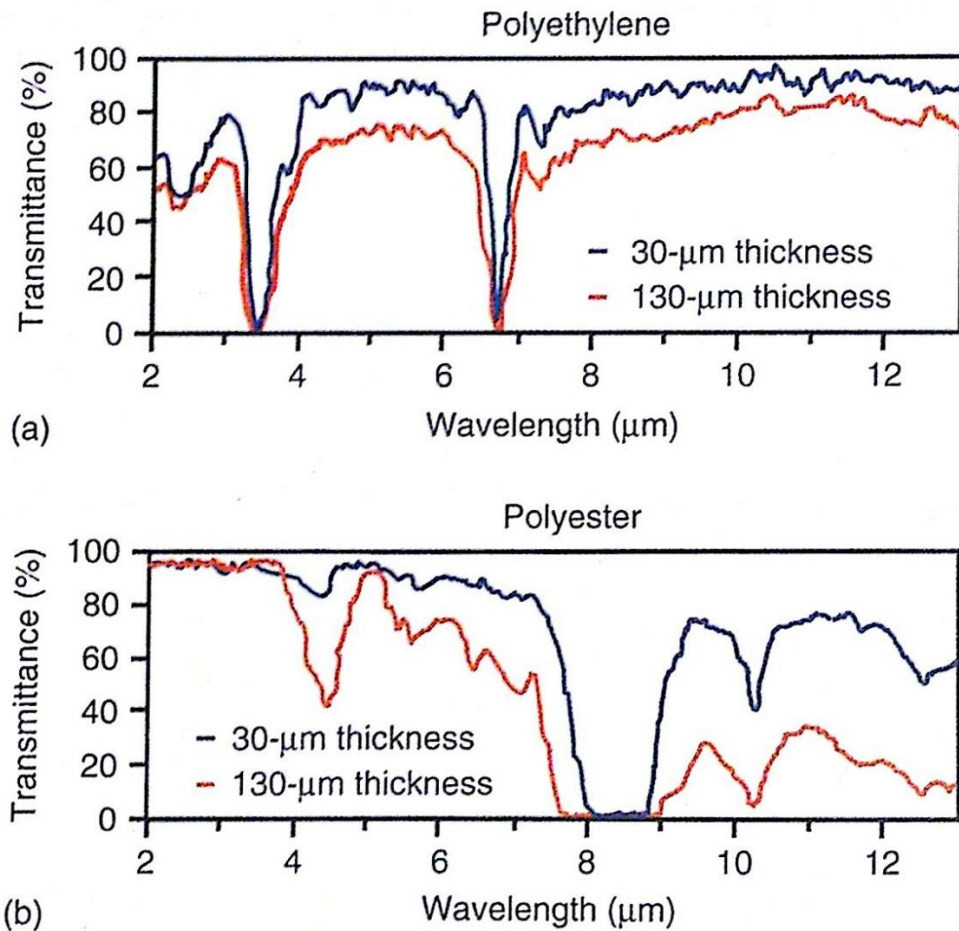 Polyethylene
Transmittance (%)
100
80
60
40
20
0
30-μm thickness
130-μm thickness
2 4 6 8 10 12
Wavelength (μm)
(a)
Polyester
Transmittance (%)
100
80
60
40
20
0
30-μm thickness
130-μm thickness
2 4 6 8 10 12
Wavelength (μm)
(b)